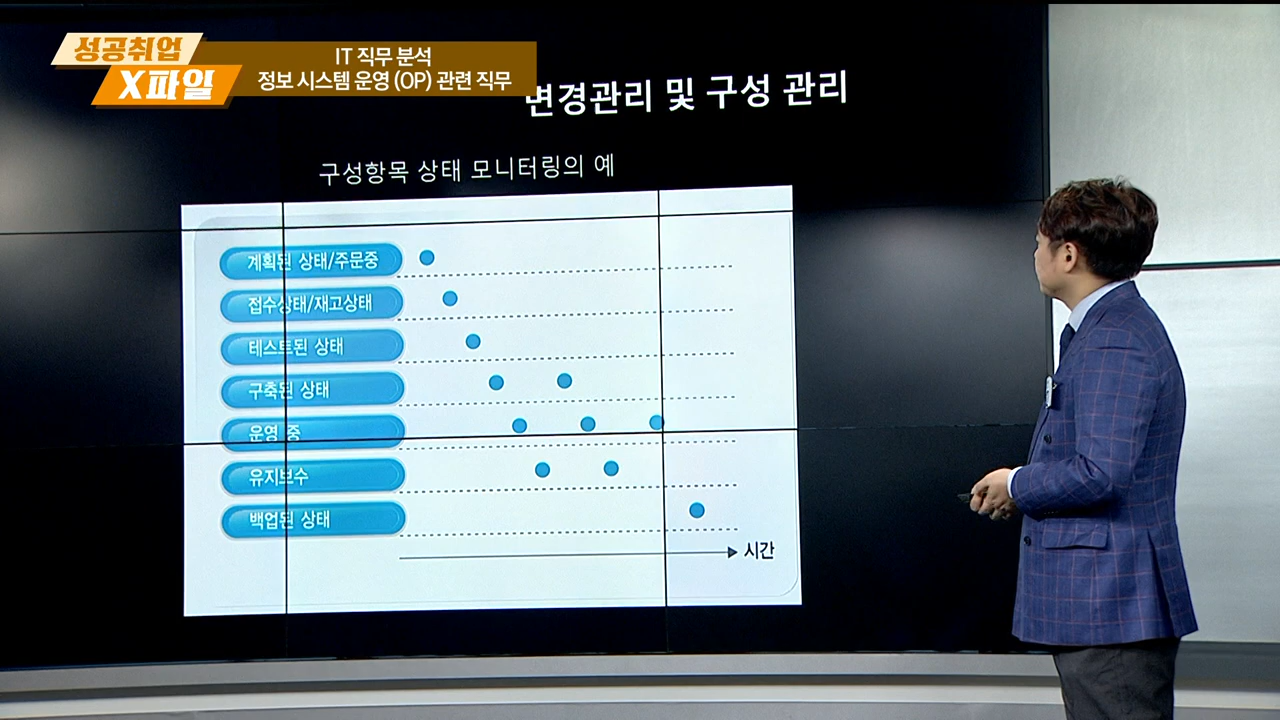 성공취업
X파일
IT 직무 분석
정보 시스템 운영 (OP) 관련 직무
변경관리 및 구성 관리
구성항목 상태 모니터링의 예
계획된 상태/주문중
접수상태/재고상태
테스트된 상태
구축된 상태
운영 중
유지보수
백업된 상태
시간